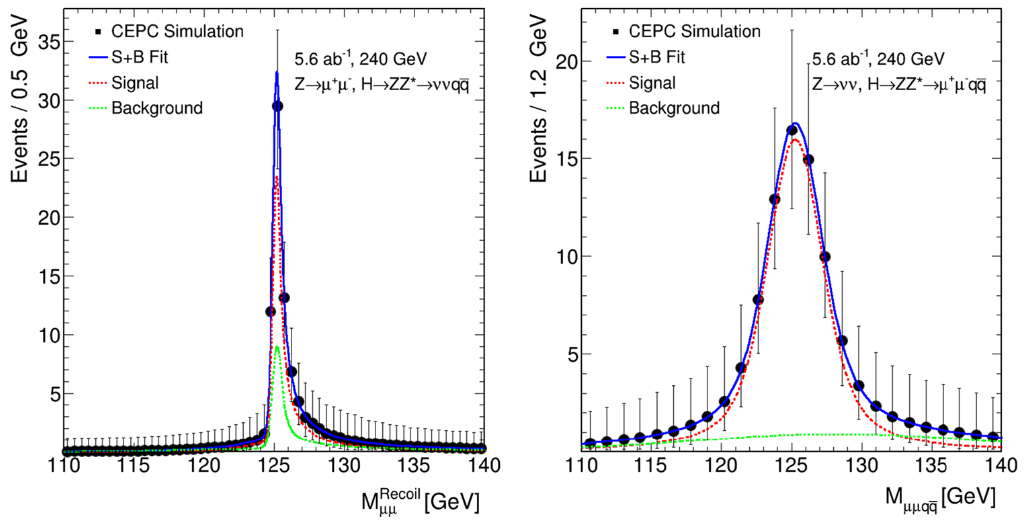 Events / 0.5 GeV
35
30
25
20
15
10
5
CEPC Simulation
S+B Fit
Signal
Background
5.6 ab⁻¹, 240 GeV
Z→μ⁺μ⁻, H→ZZ*→ννqq̅
110 115 120 125 130 135 140
M_μμ^Recoil [GeV]
Events / 1.2 GeV
20
15
10
5
CEPC Simulation
S+B Fit
Signal
Background
5.6 ab⁻¹, 240 GeV
Z→νν, H→ZZ*→μ⁺μ⁻qq̅
110 115 120 125 130 135 140
M_μμqq̅ [GeV]